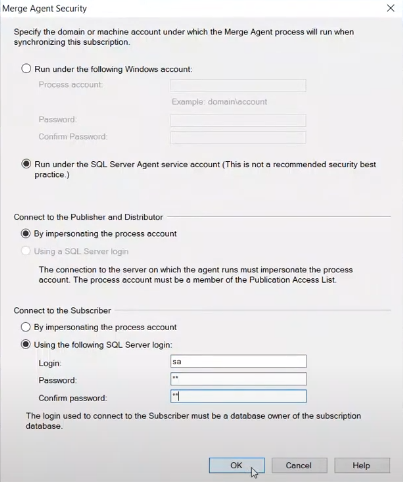 Merge Agent Security
Specify the domain or machine account under which the Merge Agent process will run when
synchronizing this subscription.
Run under the following Windows account:
Process account:
Example: domain\account
Password:
Confirm Password:
Run under the SQL Server Agent service account (This is not a recommended security best
practice.)
Connect to the Publisher and Distributor
By impersonating the process account
Using a SQL Server login
The connection to the server on which the agent runs must impersonate the process
account. The process account must be a member of the Publication Access List.
Connect to the Subscriber
By impersonating the process account
Using the following SQL Server login:
Login:
sa
Password:
**
Confirm password:
**
The login used to connect to the Subscriber must be a database owner of the subscription
database.
OK
Cancel
Help